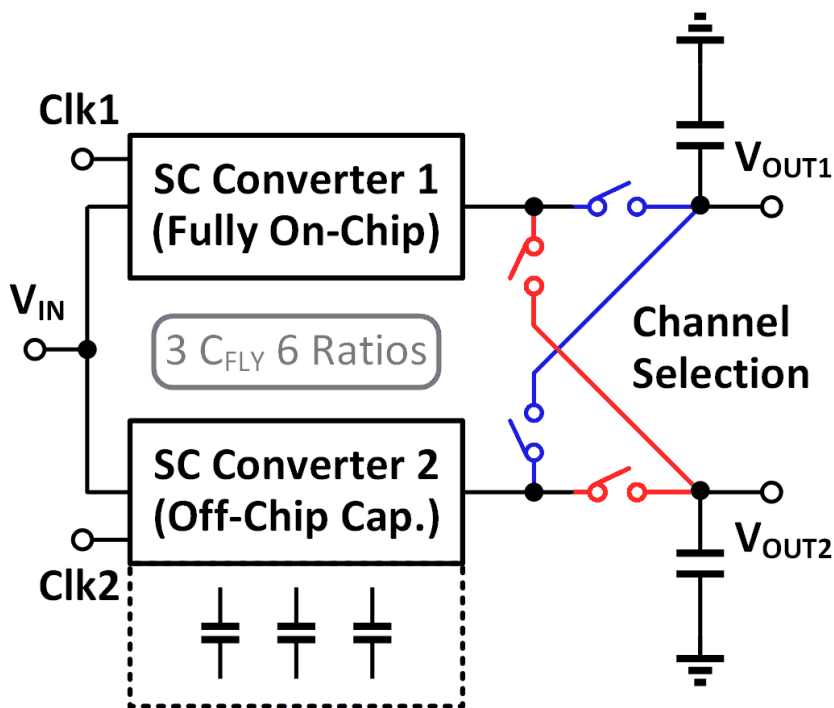 Clk1
SC Converter 1
(Fully On-Chip)
VOUT1
VIN
3 CFLY 6 Ratios
Channel
Selection
SC Converter 2
(Off-Chip Cap.)
VOUT2
Clk2